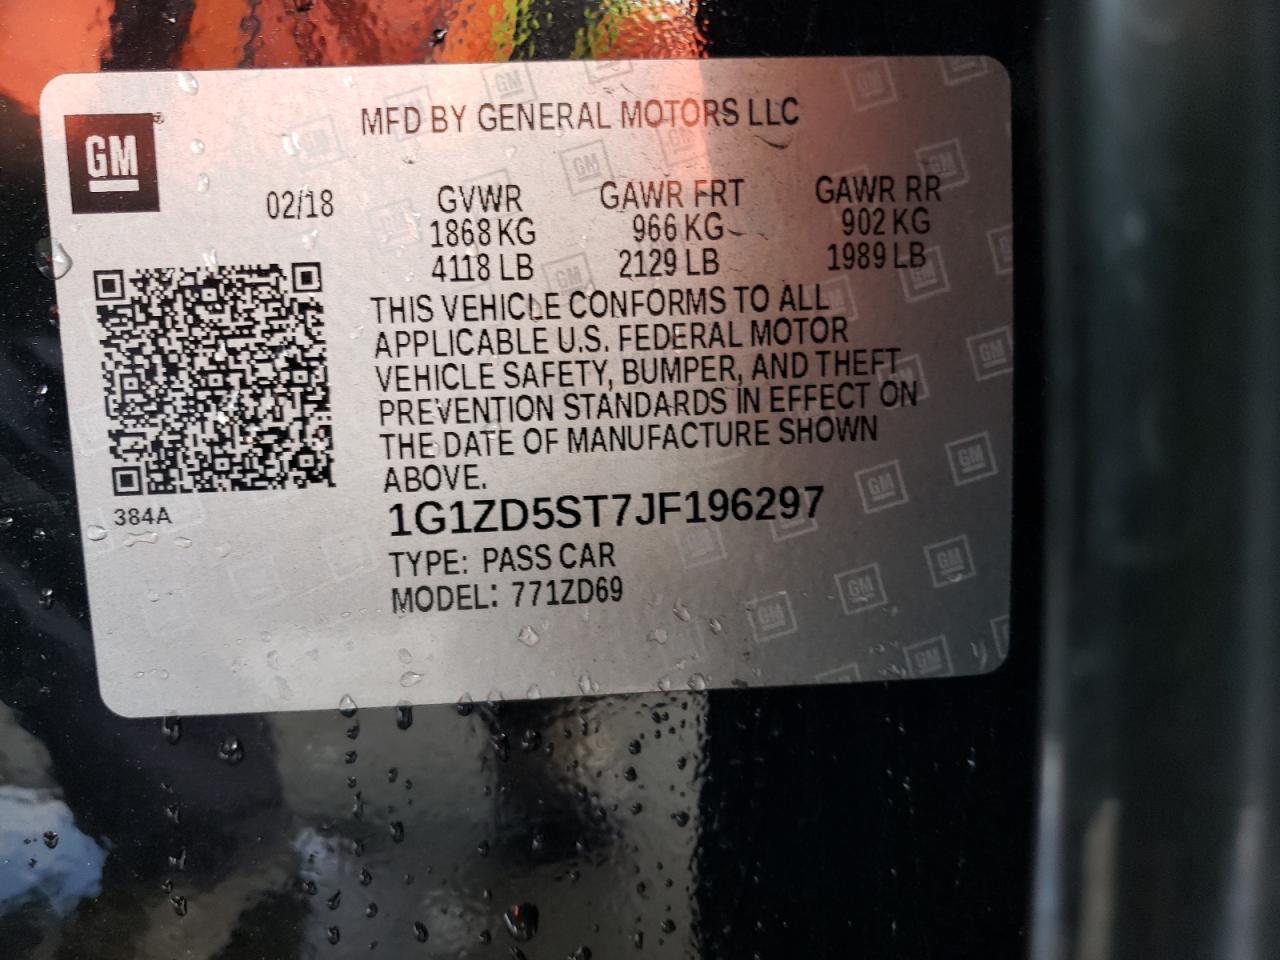 GM
MFD BY GENERAL MOTORS LLC
02/18 GVWR GAWR FRT GAWR RR
1868 KG 966 KG 902 KG
4118 LB 2129 LB 1989 LB
THIS VEHICLE CONFORMS TO ALL
APPLICABLE U.S. FEDERAL MOTOR
VEHICLE SAFETY, BUMPER, AND THEFT
PREVENTION STANDARDS IN EFFECT ON
THE DATE OF MANUFACTURE SHOWN
ABOVE.
384A
1G1ZD5ST7JF196297
TYPE: PASS CAR
MODEL: 771ZD69